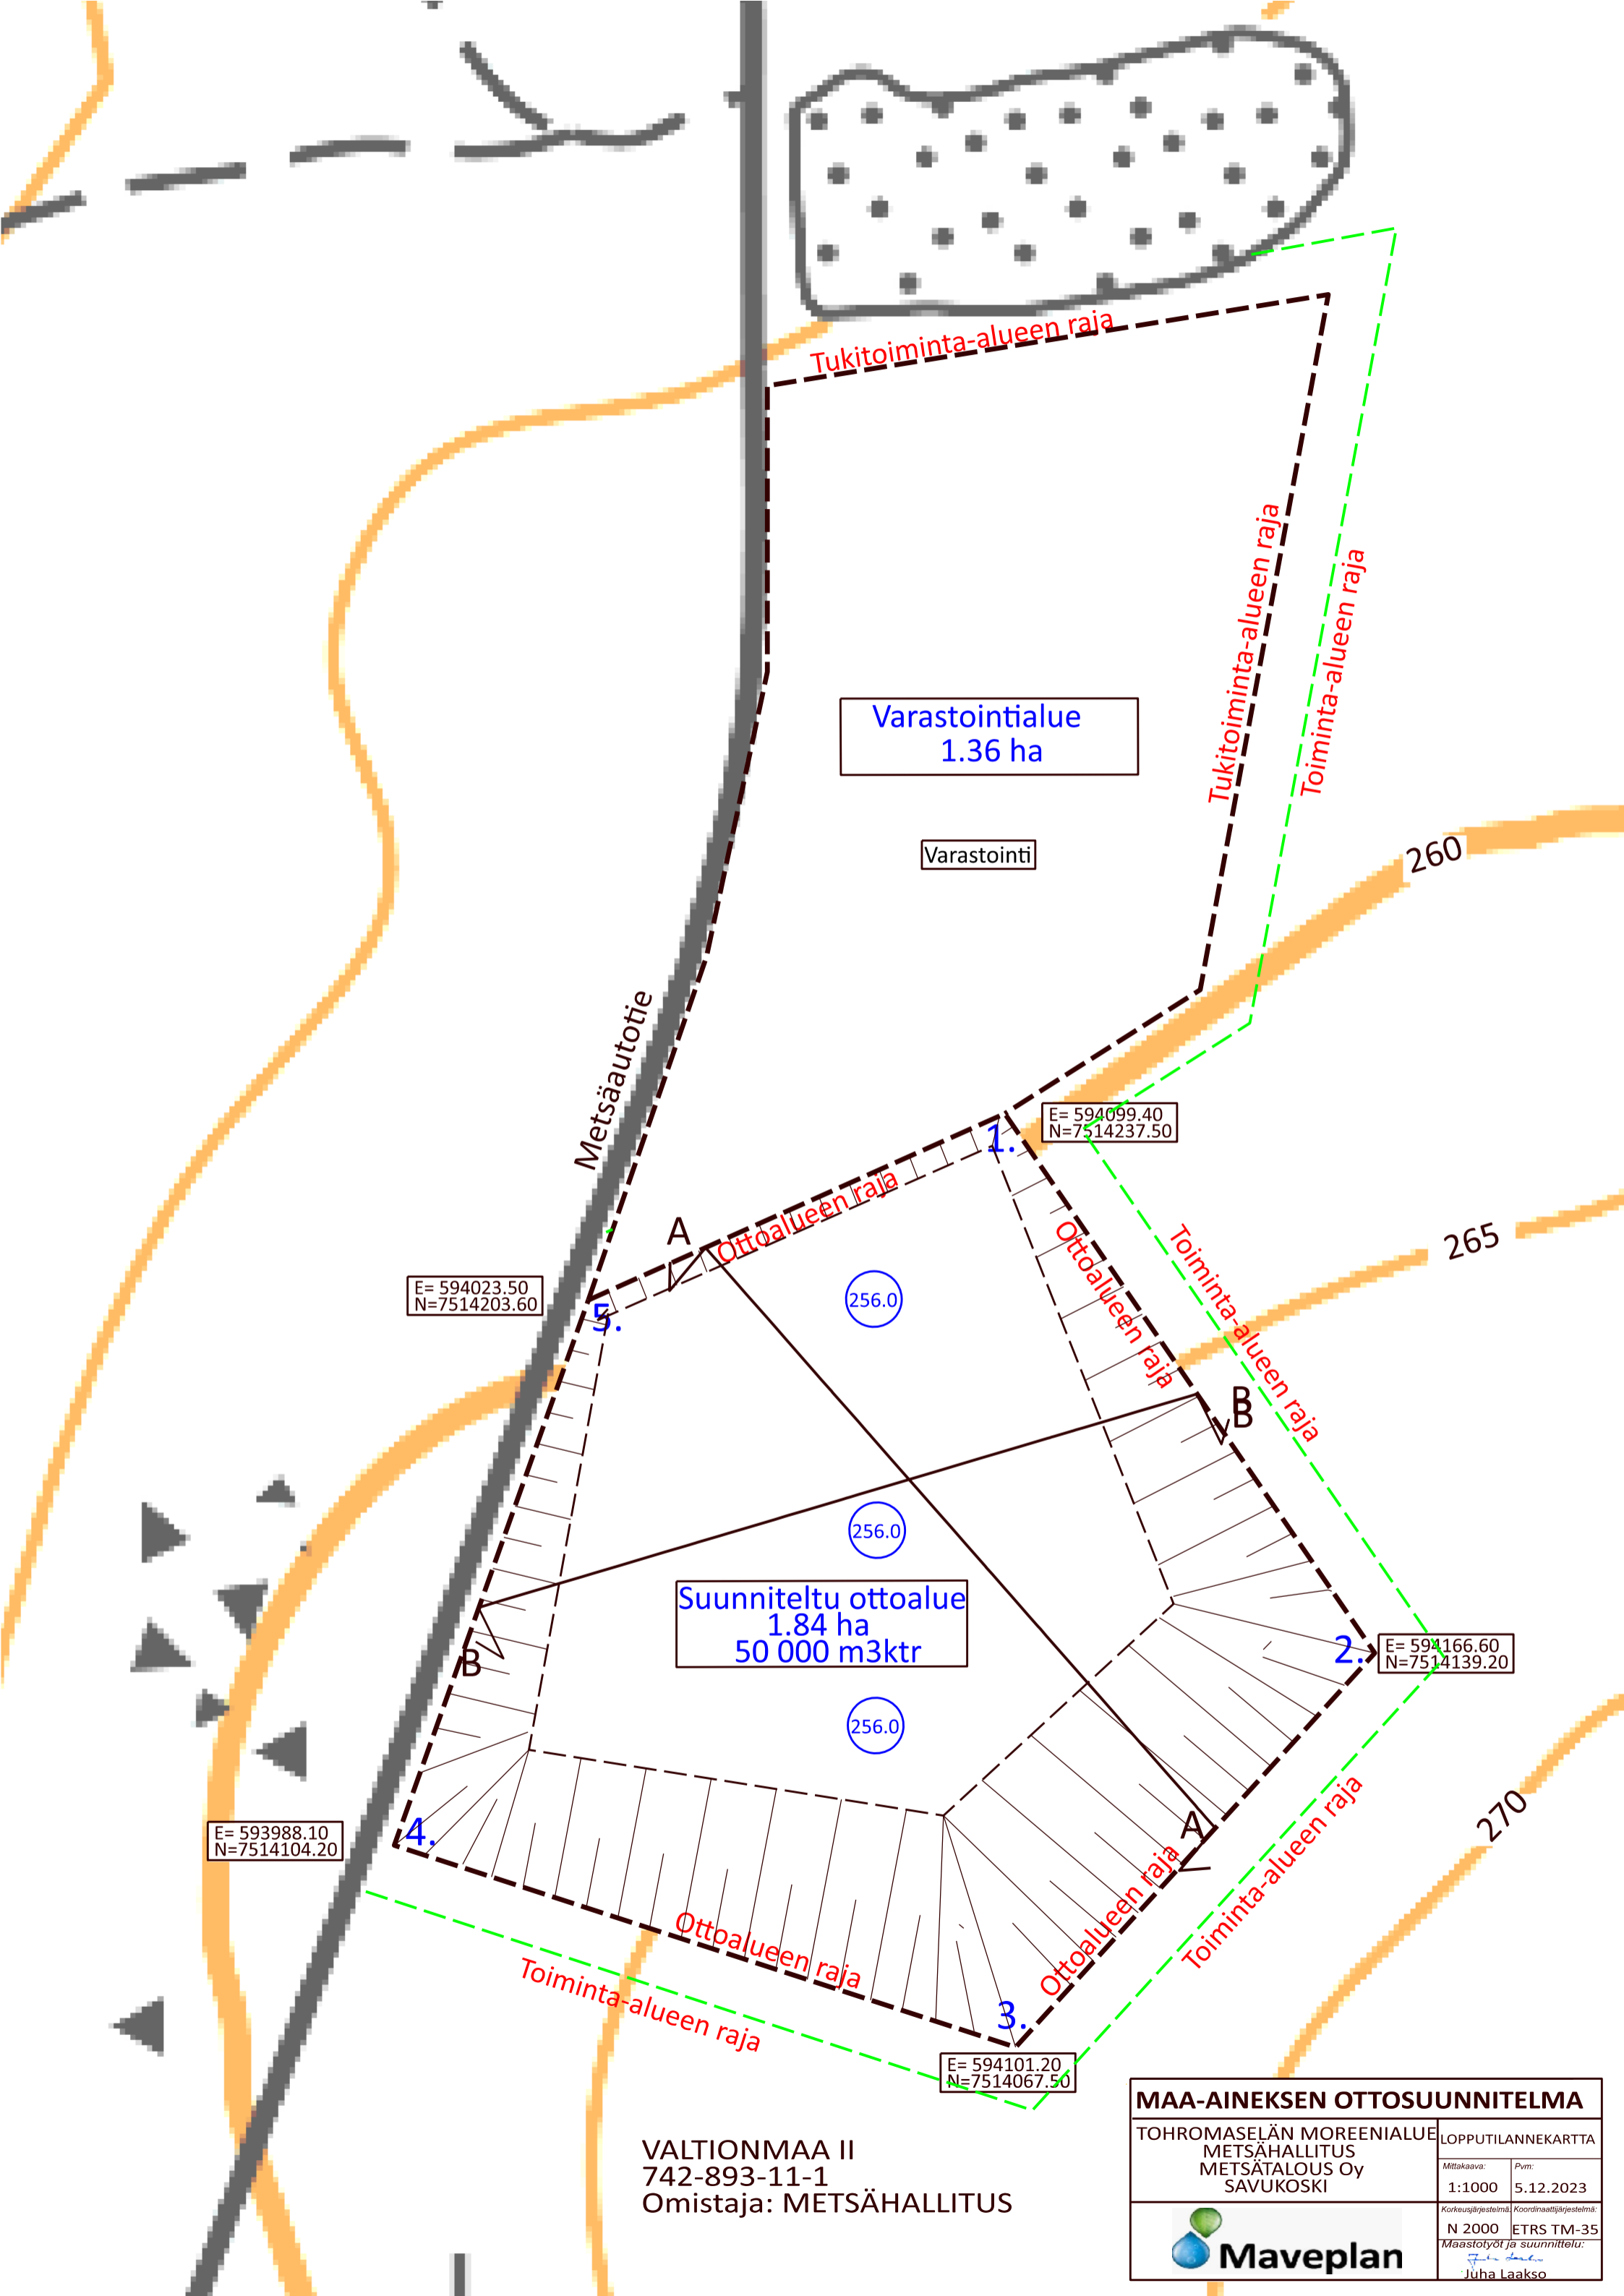 Tukitoiminta-alueen raja
Tukitoiminta-alueen raja
Toiminta-alueen raja
Varastointialue
1.36 ha
Varastointi
260
Metsäautotie
E= 594099.40
N=7514237.50
1.
A
Ottoalueen raja
Ottoalueen raja
Toiminta-alueen raja
265
E= 594023.50
N=7514203.60
5.
256.0
B
B
256.0
Suunniteltu ottoalue
1.84 ha
50 000 m3ktr
B
2.
E= 594166.60
N=7514139.20
256.0
270
E= 593988.10
N=7514104.20
4.
A
Ottoalueen raja
Ottoalueen raja
Toiminta-alueen raja
Toiminta-alueen raja
3.
E= 594101.20
N=7514067.50
VALTIONMAA II
742-893-11-1
Omistaja: METSÄHALLITUS
MAA-AINEKSEN OTTOSUUNNITELMA
TOHROMASELÄN MOREENIALUE
METSÄHALLITUS
METSÄTALOUS Oy
SAVUKOSKI
LOPPUTILANNEKARTTA
Mittakaava:
1:1000
Pvm:
5.12.2023
Korkeusjärjestelmä:
N 2000
Koordinaattijärjestelmä:
ETRS TM-35
Maastotyöt ja suunnittelu:
Juha Laakso
Maveplan